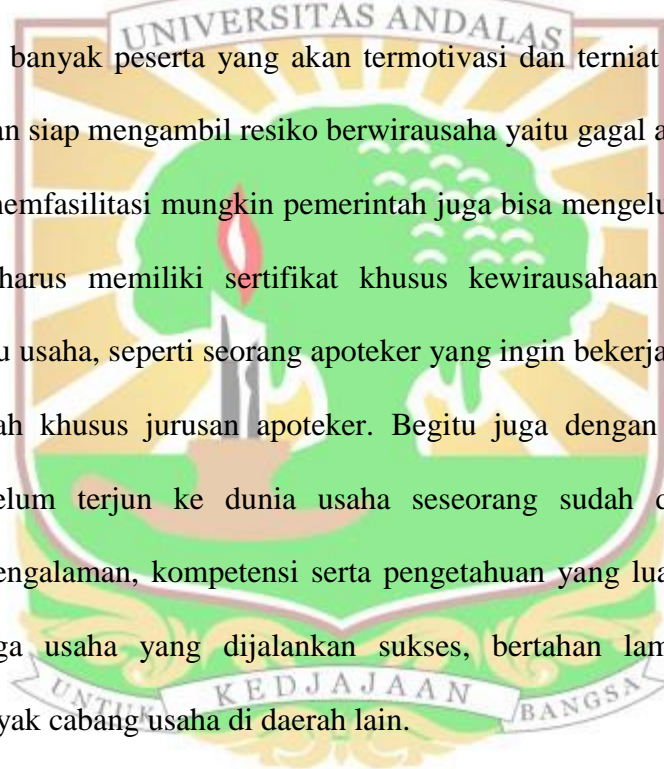 UNIVERSITAS ANDALAS
banyak peserta yang akan termotivasi dan terniat
an siap mengambil resiko berwirausaha yaitu gagal a
nemfasilitasi mungkin pemerintah juga bisa mengelu
harus memiliki sertifikat khusus kewirausahaan
u usaha, seperti seorang apoteker yang ingin bekerja
ah khusus jurusan apoteker. Begitu juga dengan
elum terjun ke dunia usaha seseorang sudah d
engalaman, kompetensi serta pengetahuan yang lua
ga usaha yang dijalankan sukses, bertahan lam
yak cabang usaha di daerah lain.
UNTUK KEDJAJAAN BANGSA